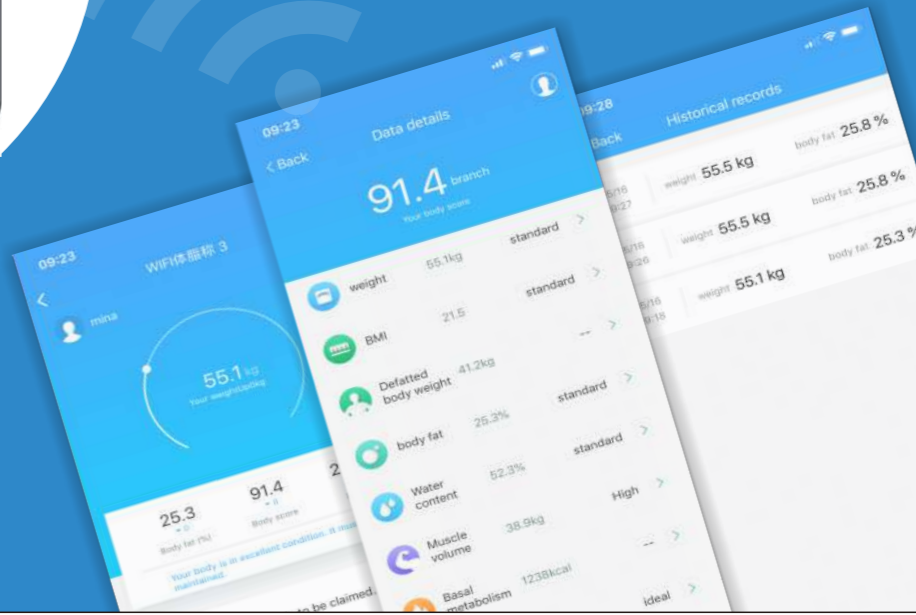 09:23
WIFI体脂称 3
mina
55.1 kg
25.3
91.4
2
Body fat (%)
Body score
Your body is in excellent condition. It mus
maintained.
to be claimed.
09:23
Data details
Back
91.4 branch
Your body score
weight 55.1kg standard
BMI 21.5 standard
Defatted
body weight 41.2kg --
body fat 25.3% standard
Water
content 52.3% standard
Muscle
volume 38.9kg High
Basal
metabolism 1238kcal --
ideal
09:28
Back
Historical records
weight 55.5 kg body fat 25.8 %
weight 55.5 kg body fat 25.8 %
weight 55.1 kg body fat 25.3 %